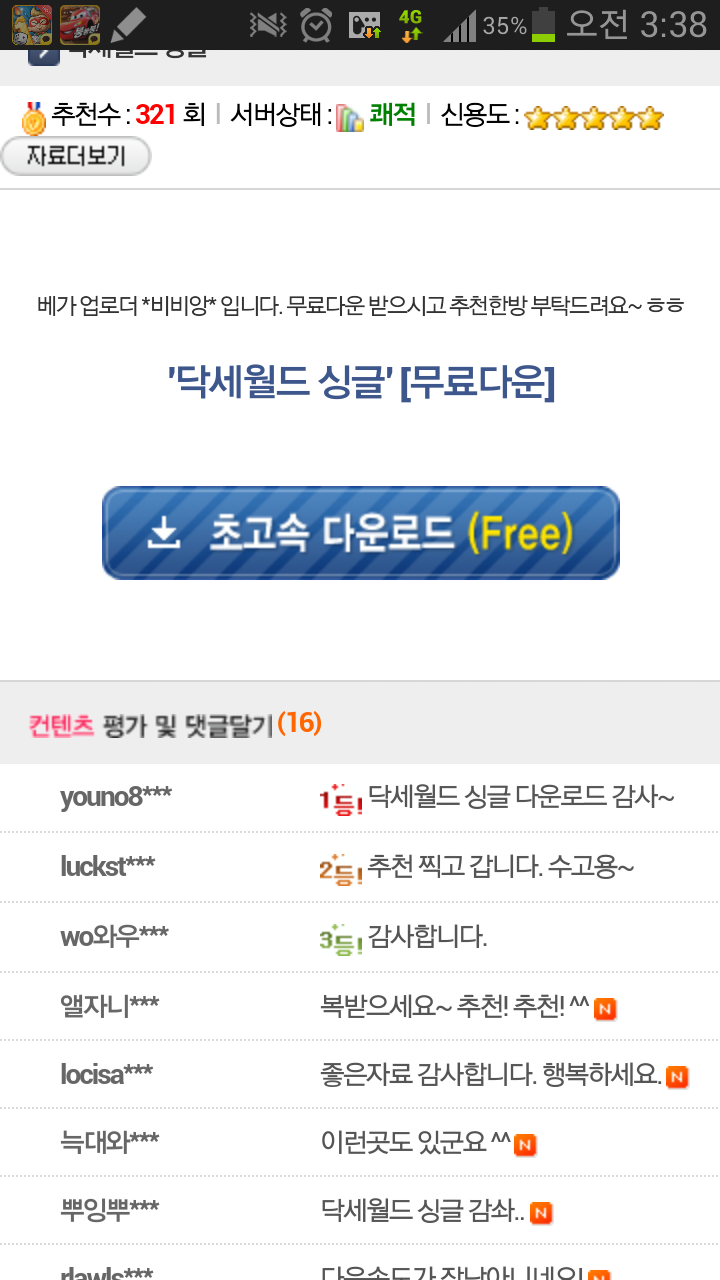 4G 35% 오전 3:38
추천수 : 321 회 | 서버상태 : 쾌적 | 신용도 :
자료더보기
베가 업로더 *비비앙* 입니다. 무료다운 받으시고 추천한방 부탁드려요~ ㅎㅎ
'닥세월드 싱글' [무료다운]
초고속 다운로드 (Free)
컨텐츠 평가 및 댓글달기 (16)
youno8*** 1등! 닥세월드 싱글 다운로드 감사~
luckst*** 2등! 추천 찍고 갑니다. 수고용~
wo와우*** 3등! 감사합니다.
앨자니*** 복받으세요~ 추천! 추천! ^^ N
locisa*** 좋은자료 감사합니다. 행복하세요. N
늑대와*** 이런곳도 있군요 ^^ N
뿌잉뿌*** 닥세월드 싱글 감솨.. N